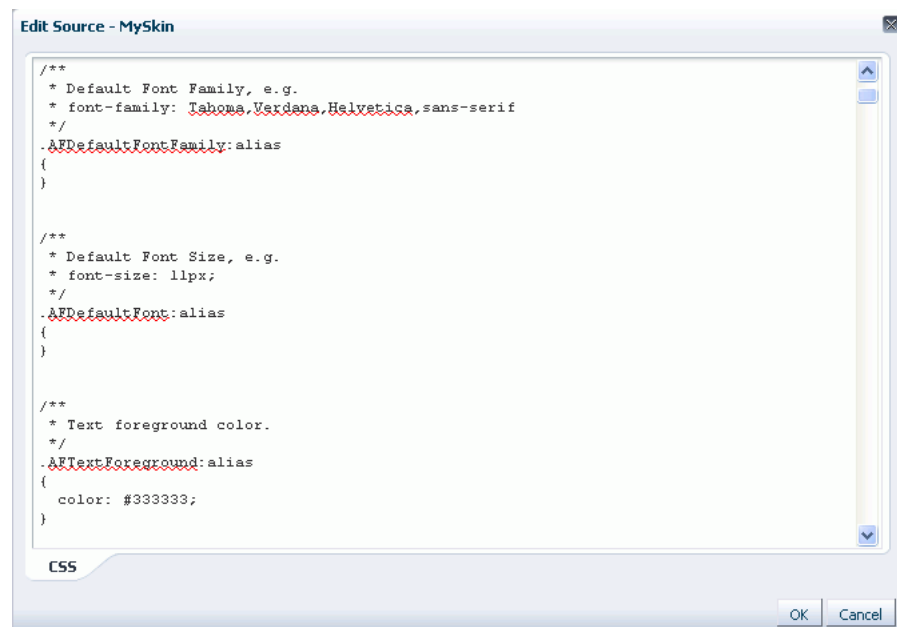 Edit Source - MySkin
/**
* Default Font Family, e.g.
* font-family: Tahoma,Verdana,Helvetica,sans-serif
*/
.AFDefaultFontFamily:alias
{
}
/**
* Default Font Size, e.g.
* font-size: 11px;
*/
.AFDefaultFont:alias
{
}
/**
* Text foreground color.
*/
.AFTextForeground:alias
{
color: #333333;
}
CSS
OK Cancel